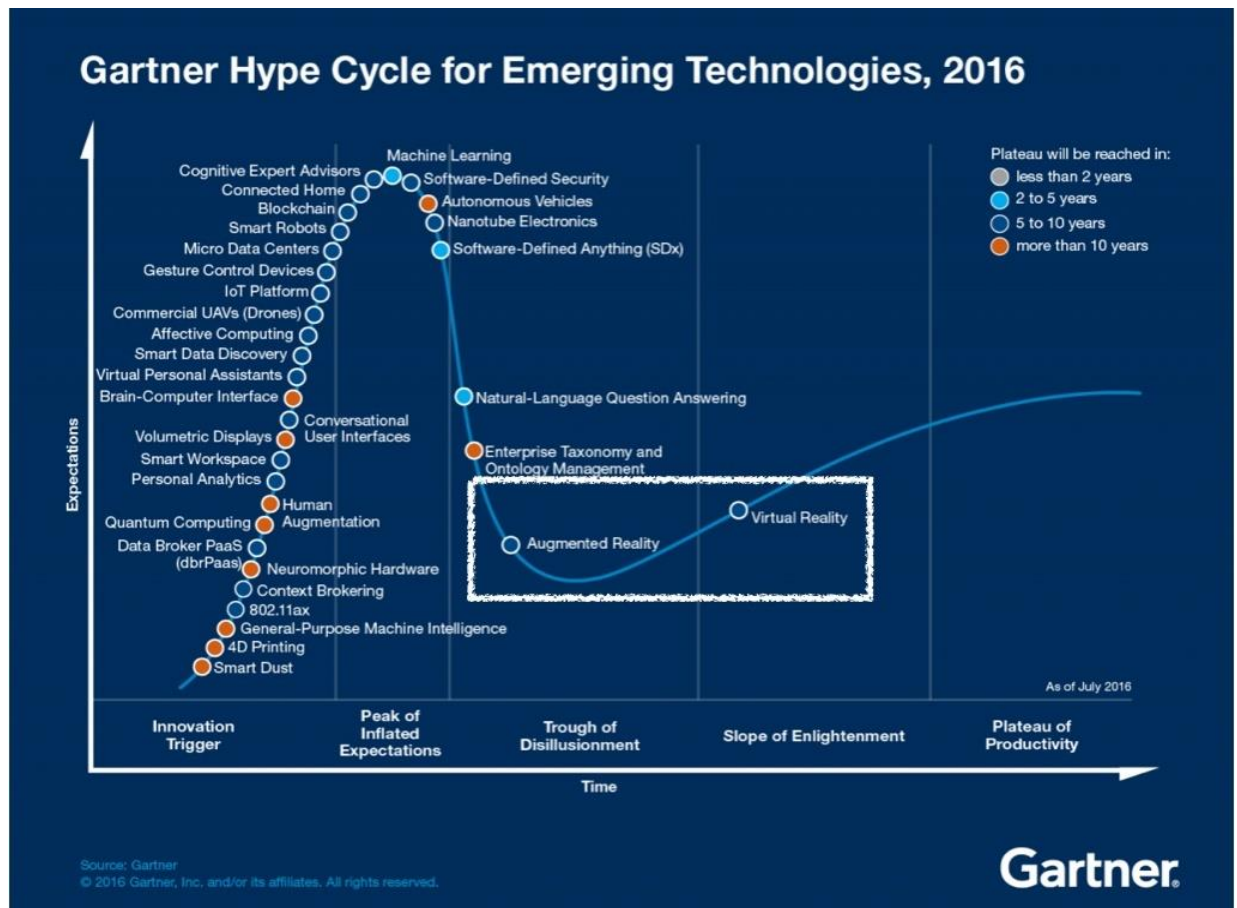 Gartner Hype Cycle for Emerging Technologies, 2016
Plateau will be reached in:
less than 2 years
2 to 5 years
5 to 10 years
more than 10 years
Expectations
Machine Learning
Cognitive Expert Advisors
Software-Defined Security
Connected Home
Autonomous Vehicles
Blockchain
Nanotube Electronics
Smart Robots
Micro Data Centers
Software-Defined Anything (SDx)
Gesture Control Devices
IoT Platform
Commercial UAVs (Drones)
Affective Computing
Smart Data Discovery
Virtual Personal Assistants
Brain-Computer Interface
Natural-Language Question Answering
Conversational
User Interfaces
Volumetric Displays
Enterprise Taxonomy and
Ontology Management
Smart Workspace
Personal Analytics
Human
Augmentation
Quantum Computing
Virtual Reality
Augmented Reality
Data Broker PaaS
(dbrPaas)
Neuromorphic Hardware
Context Brokering
802.11ax
General-Purpose Machine Intelligence
4D Printing
Smart Dust
As of July 2016
Innovation
Trigger
Peak of
Inflated
Expectations
Trough of
Disillusionment
Slope of Enlightenment
Plateau of
Productivity
Time
Source: Gartner
© 2016 Gartner, Inc. and/or its affiliates. All rights reserved.
Gartner®